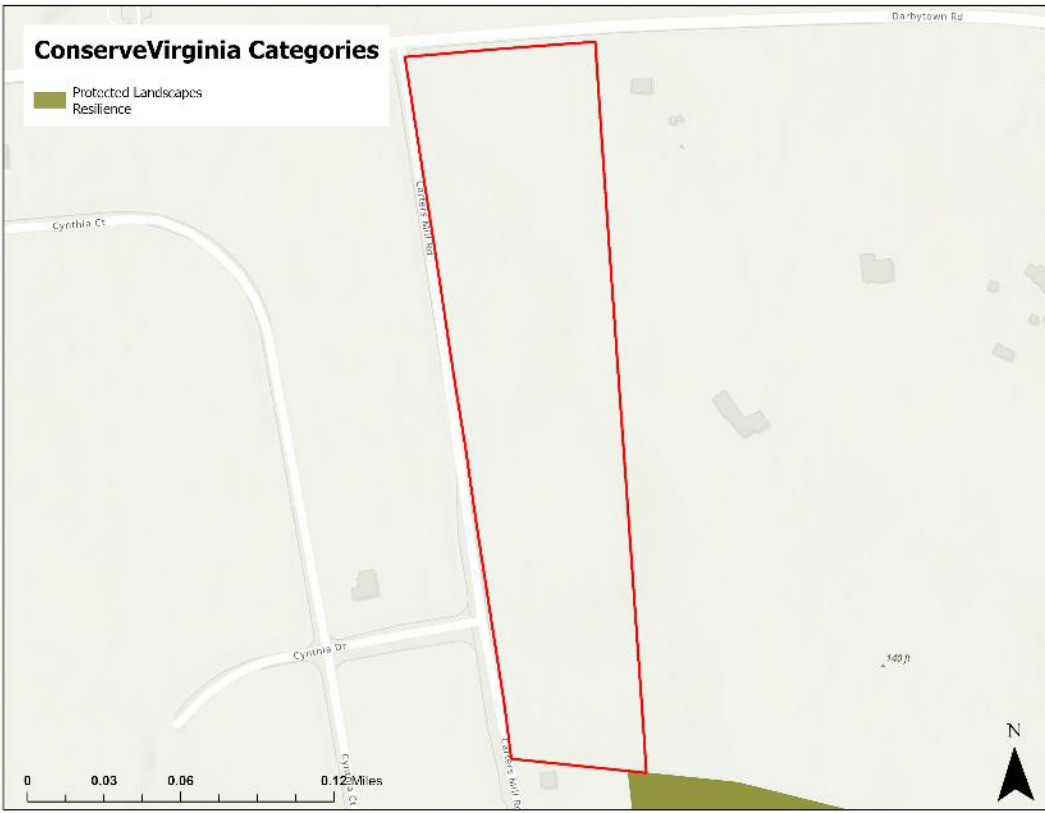 Darbytown Rd
ConserveVirginia Categories
Protected Landscapes
Resilience
Carters Mill Rd
Cynthia Ct
Cynthia Dr
140 ft
N
Carters Mill Rd
Cynthia Ct
0 0.03 0.06 0.12 Miles